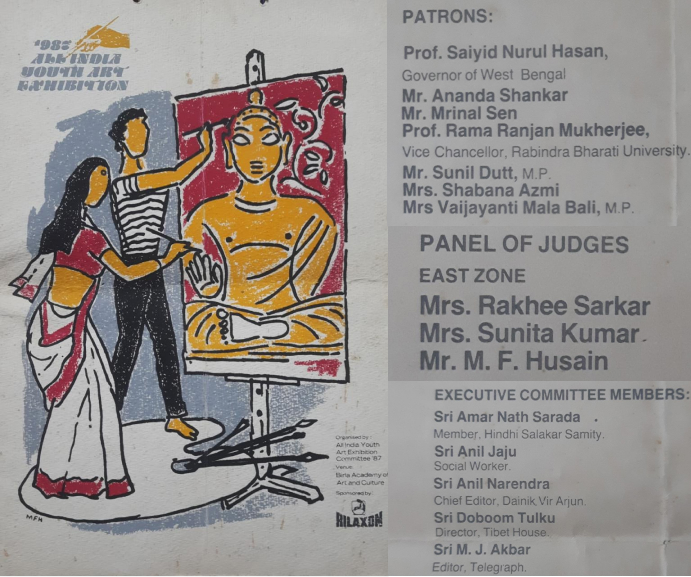 '987
ALL INDIA
YOUTH ART
EXHIBITION
Organised by:
All India Youth
Art Exhibition
Committee '87
Venue:
Birla Academy of
Art and Culture
Sponsored by:
RILAXON
MFH
PATRONS:
Prof. Saiyid Nurul Hasan,
Governor of West Bengal
Mr. Ananda Shankar
Mr. Mrinal Sen
Prof. Rama Ranjan Mukherjee,
Vice Chancellor, Rabindra Bharati University.
Mr. Sunil Dutt, M.P.
Mrs. Shabana Azmi
Mrs Vaijayanti Mala Bali, M.P.
PANEL OF JUDGES
EAST ZONE
Mrs. Rakhee Sarkar
Mrs. Sunita Kumar.
Mr. M. F. Husain
EXECUTIVE COMMITTEE MEMBERS:
Sri Amar Nath Sarada
Member, Hindhi Salakar Samity.
Sri Anil Jaju
Social Worker.
Sri Anil Narendra
Chief Editor, Dainik Vir Arjun.
Sri Doboom Tulku
Director, Tibet House.
Sri M. J. Akbar
Editor, Telegraph.